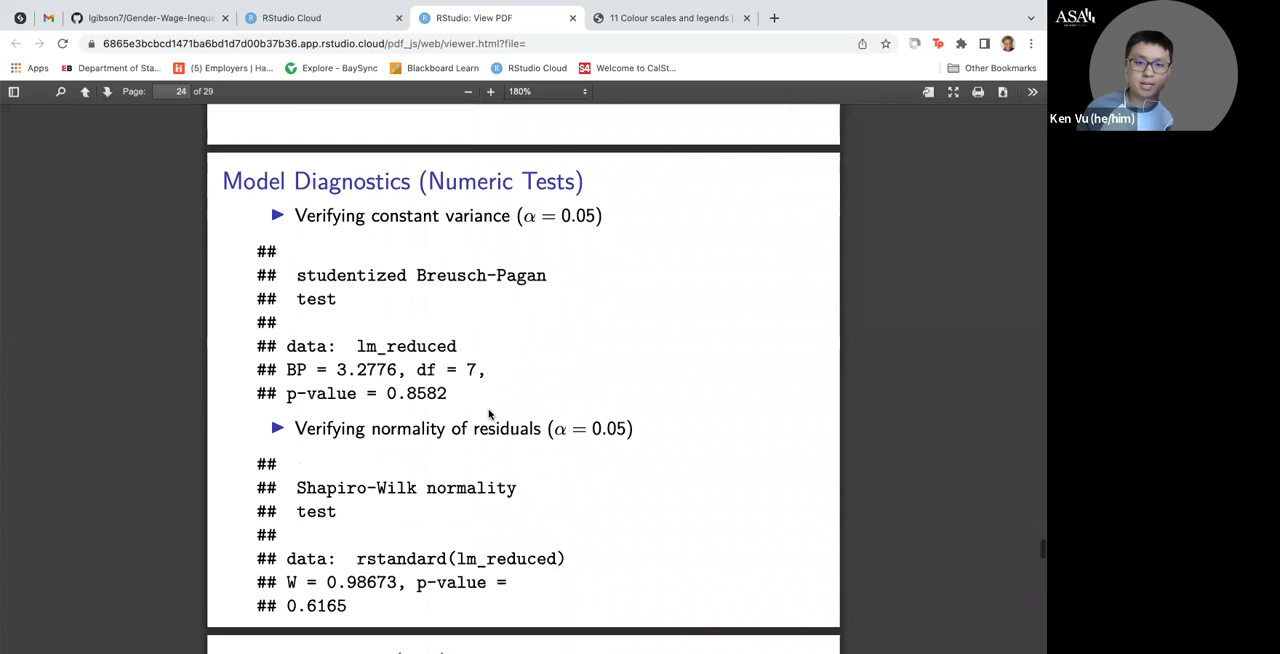 lgibson7/Gender-Wage-Inequ
RStudio Cloud
RStudio: View PDF
11 Colour scales and legends |
6865e3bcbcd1471ba6bd1d7d00b37b36.app.rstudio.cloud/pdf_js/web/viewer.html?file=
Apps
EB Department of Sta...
(5) Employers | Ha...
Explore - BaySync
Blackboard Learn
RStudio Cloud
S4 Welcome to CalSt...
Other Bookmarks
Page: 24 of 29
180%
Model Diagnostics (Numeric Tests)
Verifying constant variance (α = 0.05)
##
## studentized Breusch-Pagan
## test
##
## data: lm_reduced
## BP = 3.2776, df = 7,
## p-value = 0.8582
Verifying normality of residuals (α = 0.05)
##
## Shapiro-Wilk normality
## test
##
## data: rstandard(lm_reduced)
## W = 0.98673, p-value =
## 0.6165
ASA
Ken Vu (he/him)